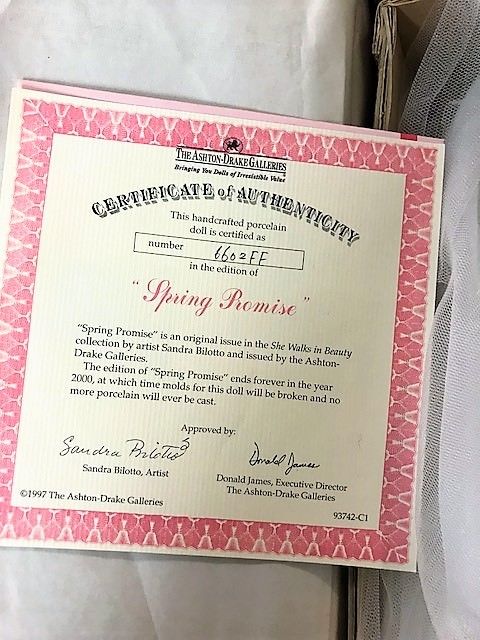 THE ASHTON-DRAKE GALLERIES
Bringing You Dolls of Irresistible Value
CERTIFICATE of AUTHENTICITY
This handcrafted porcelain
doll is certified as
number 6602FF
in the edition of
"Spring Promise"
"Spring Promise" is an original issue in the She Walks in Beauty
collection by artist Sandra Bilotto and issued by the Ashton-
Drake Galleries.
The edition of "Spring Promise" ends forever in the year
2000, at which time molds for this doll will be broken and no
more porcelain will ever be cast.
Approved by:
Sandra Bilotto
Donald James
Sandra Bilotto, Artist
Donald James, Executive Director
The Ashton-Drake Galleries
©1997 The Ashton-Drake Galleries
93742-C1